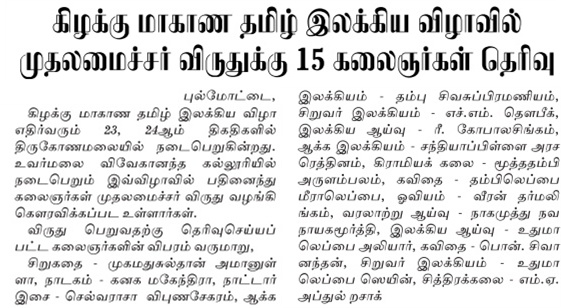 கிழக்கு மாகாண தமிழ் இலக்கிய விழாவில்
முதலமைச்சர் விருதுக்கு 15 கலைஞர்கள் தெரிவு
புல்மோட்டை,
கிழக்கு மாகாண தமிழ் இலக்கிய விழா
எதிர்வரும் 23, 24ஆம் திகதிகளில்
திருகோணமலையில் நடைபெறுகின்றது.
உவர்மலை விவேகானந்த கல்லூரியில்
நடைபெறும் இவ்விழாவில் பதினைந்து
கலைஞர்கள் முதலமைச்சர் விருது வழங்கி
கௌரவிக்கப்பட உள்ளார்கள்.
விருது பெறுவதற்கு தெரிவுசெய்யப்
பட்ட கலைஞர்களின் விபரம் வருமாறு,
சிறுகதை - முகமதுசுல்தான் அமானுள்
ளா, நாடகம் - கனக மகேந்திரா, நாட்டார்
இசை - செல்வராசா விபுணசேகரம், ஆக்க
இலக்கியம் - தம்பு சிவசுப்பிரமணியம்,
சிறுவர் இலக்கியம் - எச்.எம். தௌபீக்,
இலக்கிய ஆய்வு - ரீ. கோபாலசிங்கம்,
ஆக்க இலக்கியம் - சந்தியாப்பிள்ளை அரச
ரெத்தினம், கிராமியக் கலை - மூத்ததம்பி
அருளம்பலம், கவிதை - தம்பிலெப்பை
மீராலெப்பை, ஓவியம் - வீரன் தர்மலி
ங்கம், வரலாற்று ஆய்வு - நாகமுத்து நவ
நாயகமூர்த்தி, இலக்கிய ஆய்வு - உதுமா
லெப்பை அலியார், கவிதை - பொன். சிவா
னந்தன், சிறுவர் இலக்கியம் - உதுமா
லெப்பை ஸெயின், சித்திரக்கலை - எம்.ஏ.
அப்துல் றசாக்